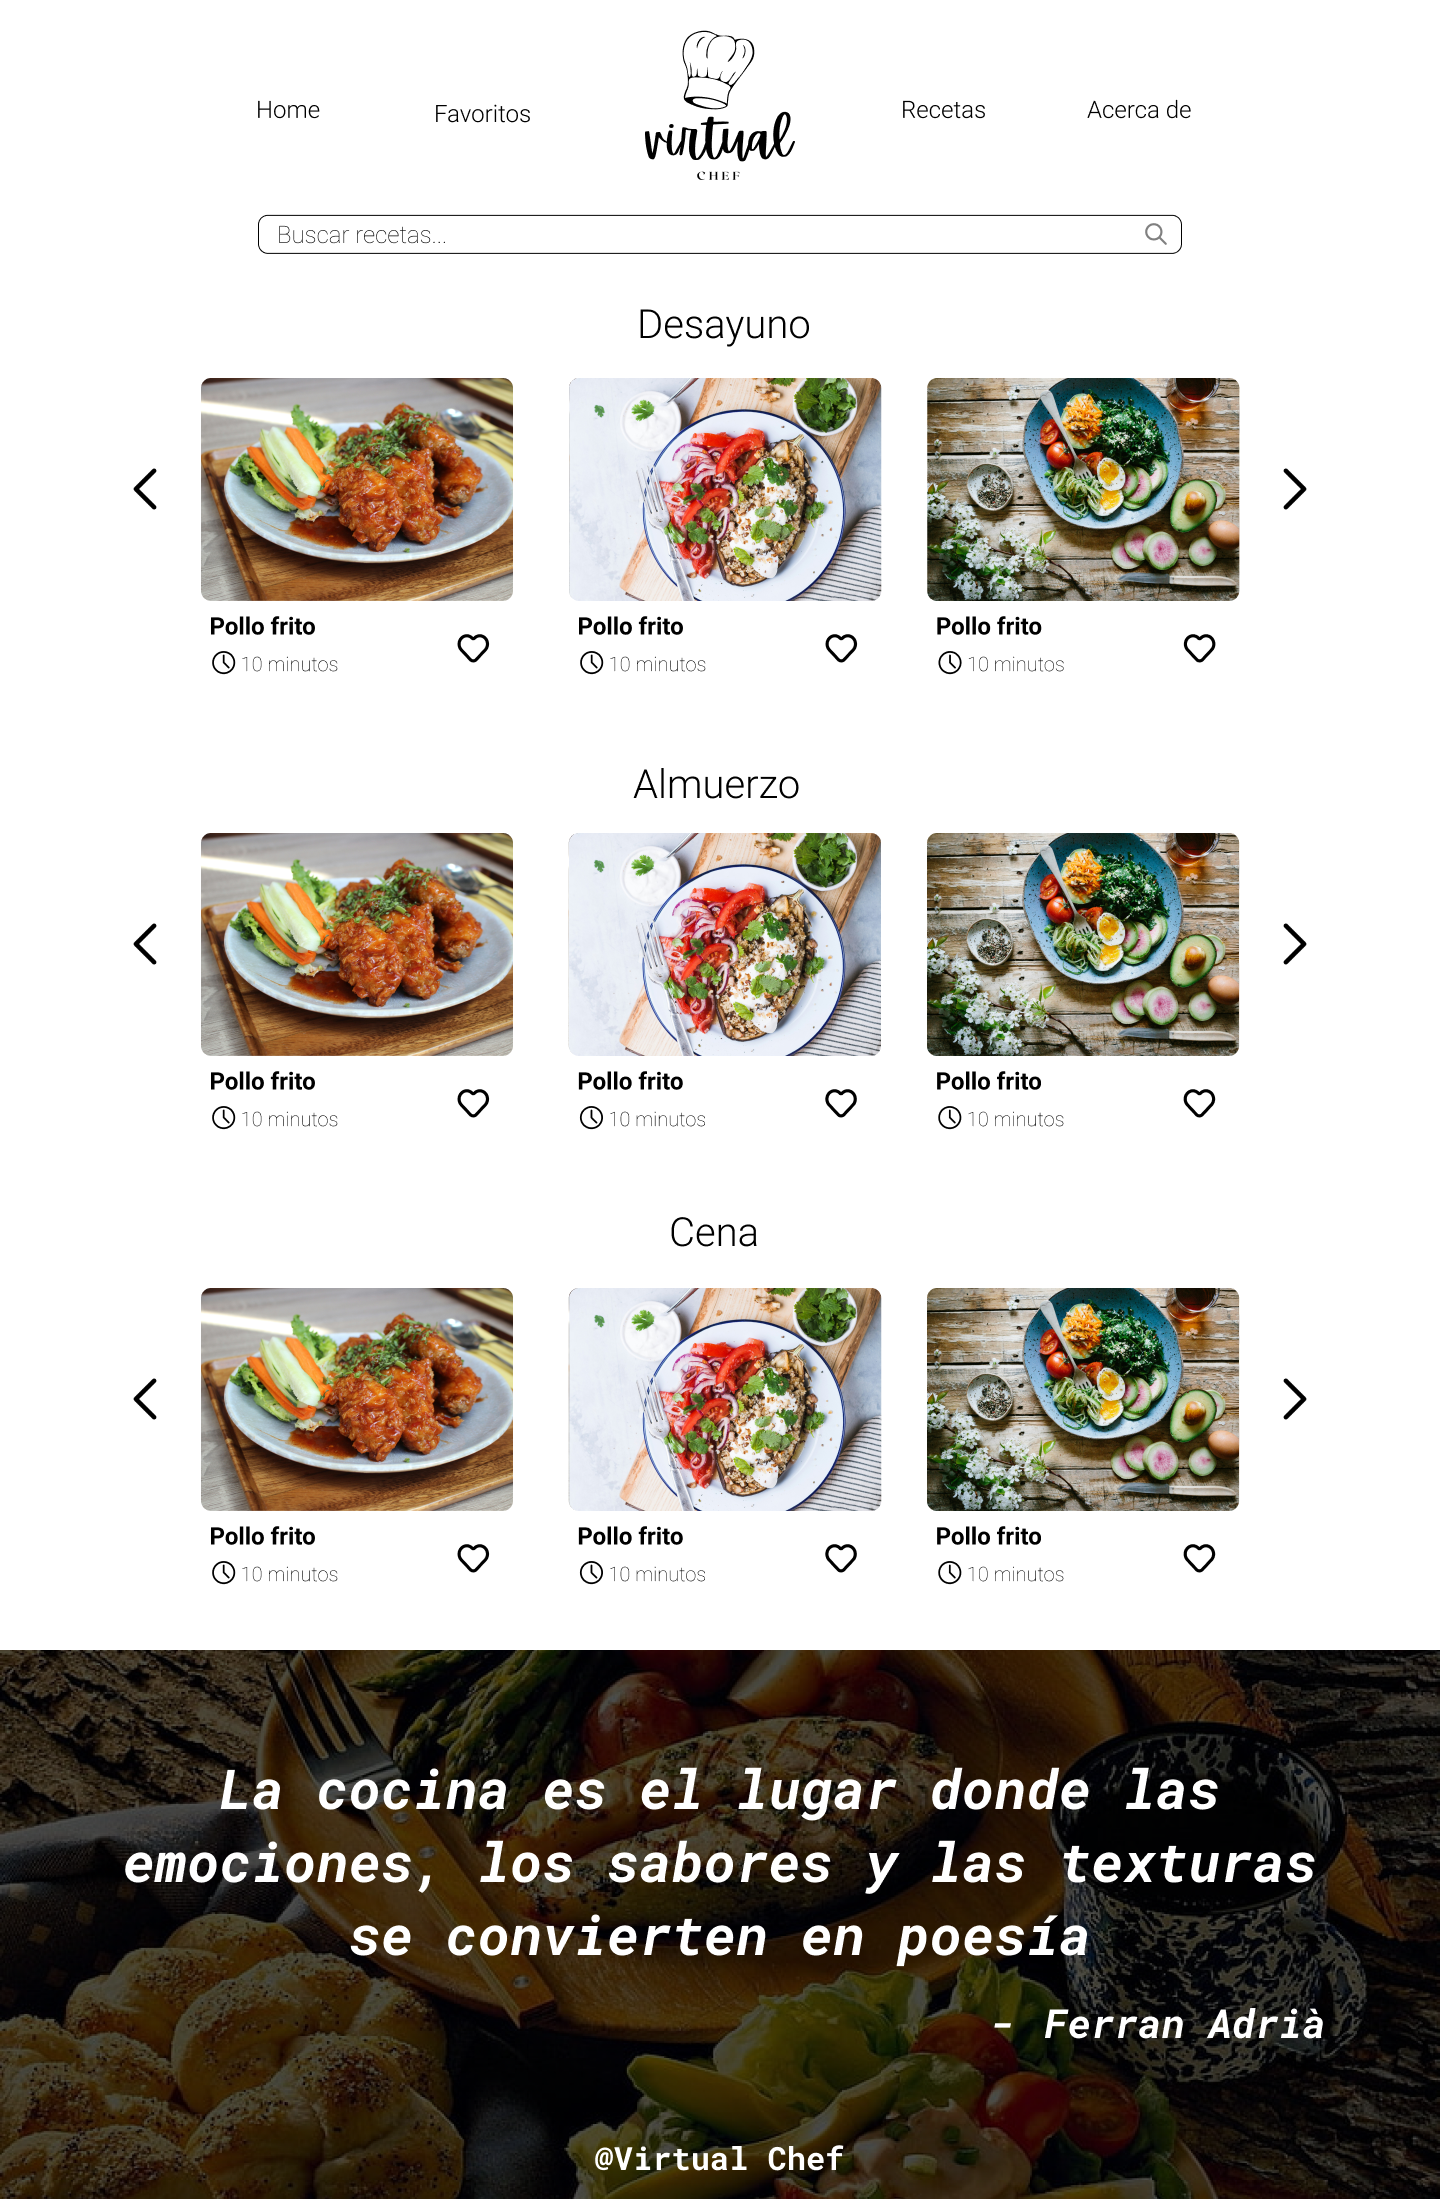 Home
Favoritos
virtual
CHEF
Recetas
Acerca de
Buscar recetas...
Desayuno
Pollo frito
10 minutos
Pollo frito
10 minutos
Pollo frito
10 minutos
Almuerzo
Pollo frito
10 minutos
Pollo frito
10 minutos
Pollo frito
10 minutos
Cena
Pollo frito
10 minutos
Pollo frito
10 minutos
Pollo frito
10 minutos
La cocina es el lugar donde las
emociones, los sabores y las texturas
se convierten en poesía
- Ferran Adrià
@Virtual Chef